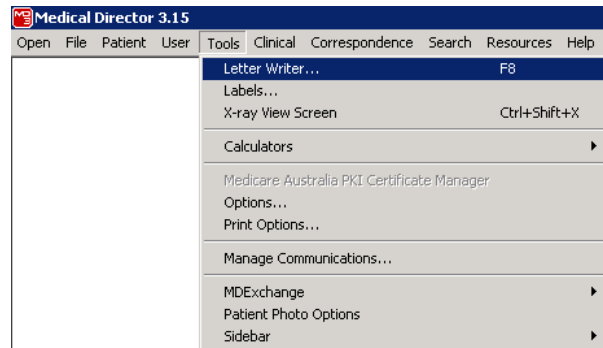 Medical Director 3.15
Open File Patient User Tools Clinical Correspondence Search Resources Help
Letter Writer... F8
Labels...
X-ray View Screen Ctrl+Shift+X
Calculators
Medicare Australia PKI Certificate Manager
Options...
Print Options...
Manage Communications...
MDExchange
Patient Photo Options
Sidebar